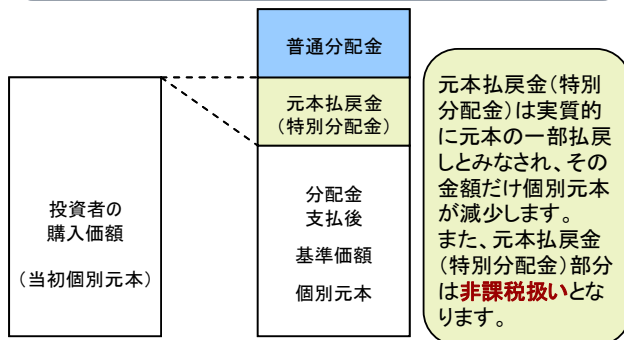 普通分配金
元本払戻金
（特別分配金）
投資者の
購入価額
（当初個別元本）
分配金
支払後
基準価額
個別元本
元本払戻金（特別
分配金）は実質的
に元本の一部払戻
しとみなされ、その
金額だけ個別元本
が減少します。
また、元本払戻金
（特別分配金）部分
は非課税扱いとな
ります。